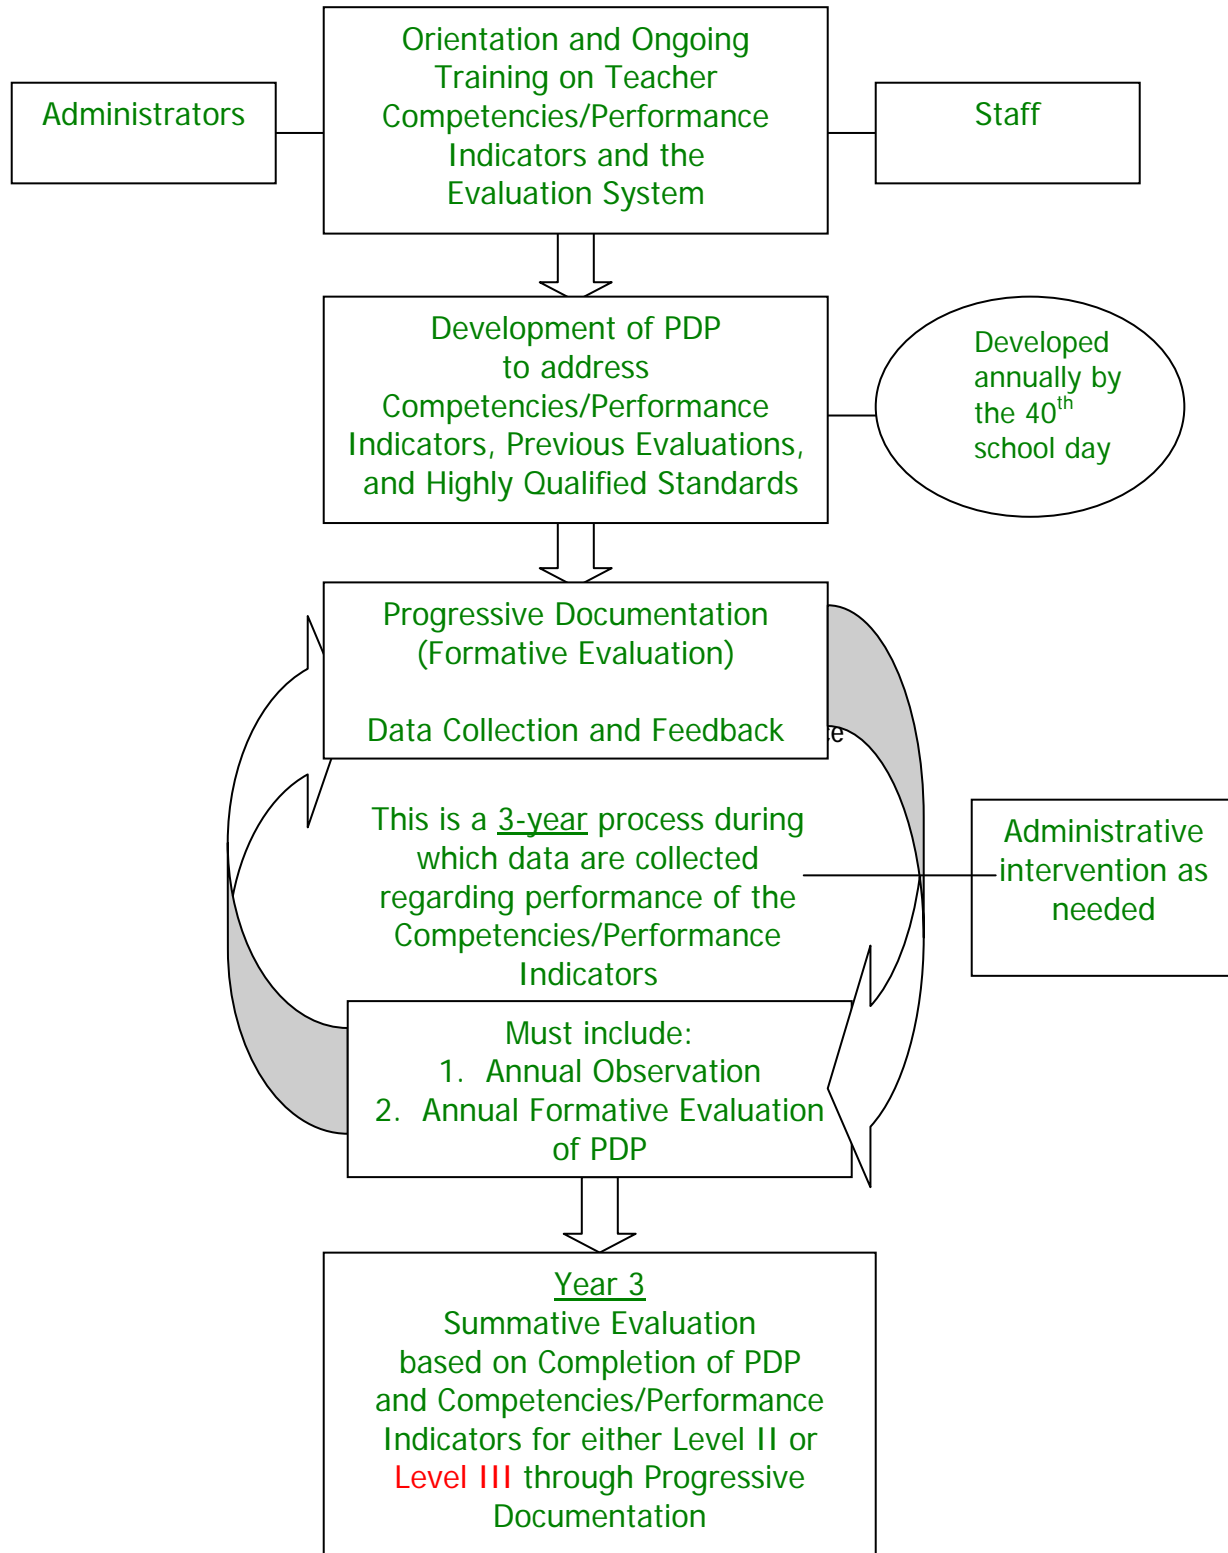 Orientation and Ongoing
Training on Teacher
Competencies/Performance
Indicators and the
Evaluation System
Administrators
Staff
Development of PDP
to address
Competencies/Performance
Indicators, Previous Evaluations,
and Highly Qualified Standards
Developed
annually by
the 40th
school day
Progressive Documentation
(Formative Evaluation)
Data Collection and Feedback
This is a 3-year process during
which data are collected
regarding performance of the
Competencies/Performance
Indicators
Administrative
intervention as
needed
Must include:
1. Annual Observation
2. Annual Formative Evaluation
of PDP
Year 3
Summative Evaluation
based on Completion of PDP
and Competencies/Performance
Indicators for either Level II or
Level III through Progressive
Documentation